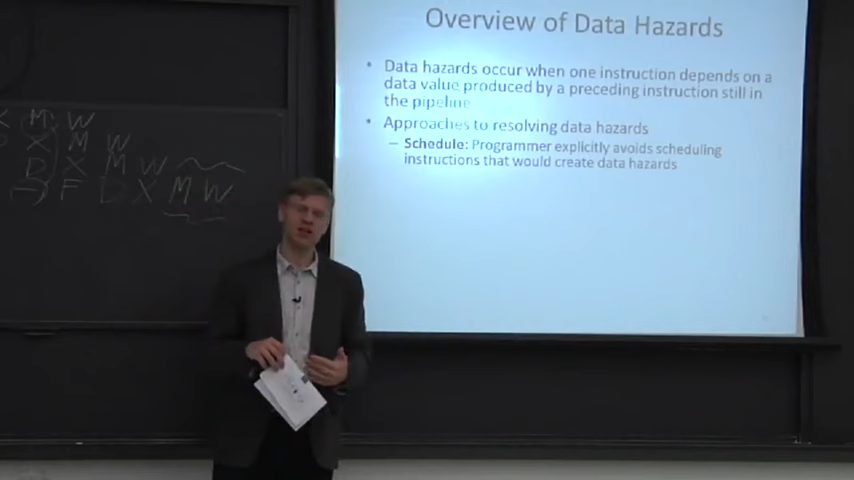 Overview of Data Hazards
• Data hazards occur when one instruction depends on a
data value produced by a preceding instruction still in
the pipeline
• Approaches to resolving data hazards
– Schedule: Programmer explicitly avoids scheduling
instructions that would create data hazards
X M W
X M W
D X M W
F D X M W